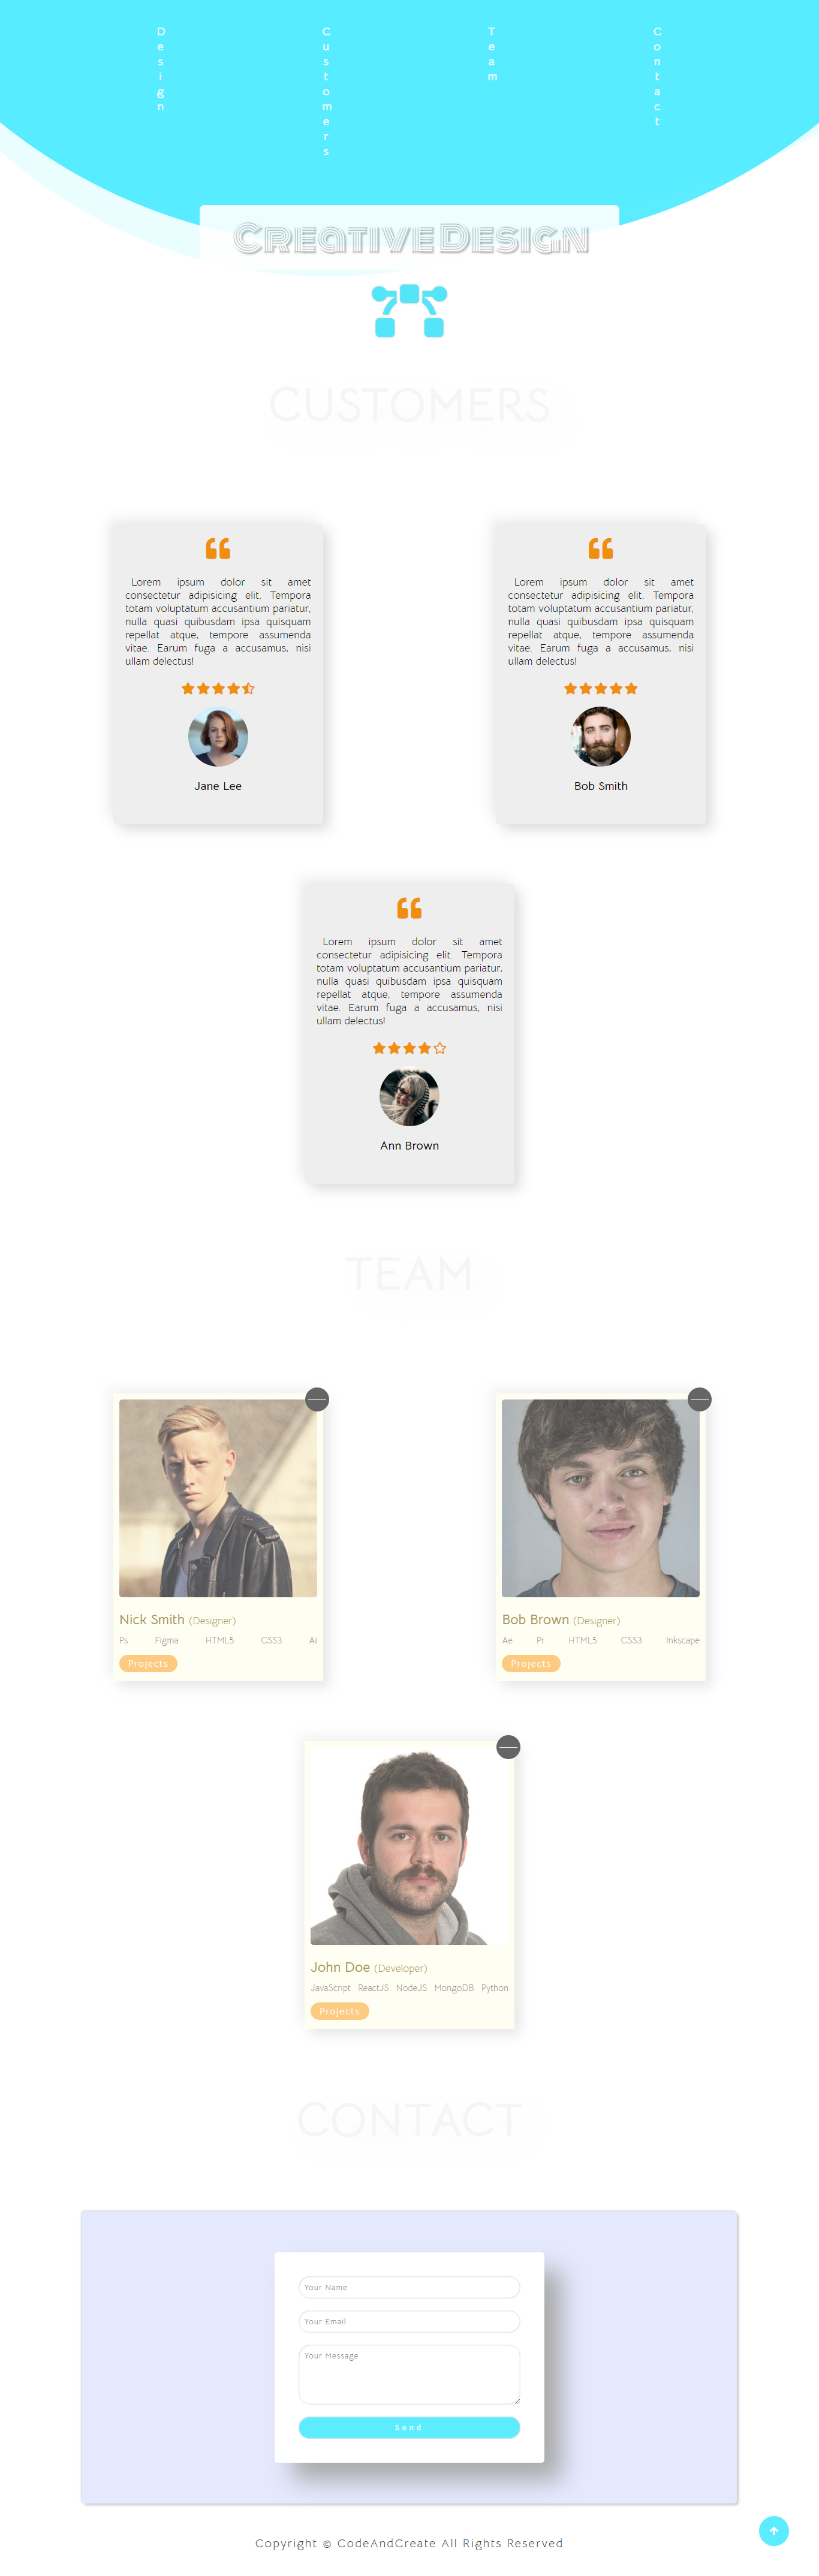 Design
Customers
Team
Contact
Creative Design
CUSTOMERS
Lorem ipsum dolor sit amet
consectetur adipisicing elit. Tempora
totam voluptatum accusantium pariatur,
nulla quasi quibusdam ipsa quisquam
repellat atque, tempore assumenda
vitae. Earum fuga a accusamus, nisi
ullam delectus!
Jane Lee
Lorem ipsum dolor sit amet
consectetur adipisicing elit. Tempora
totam voluptatum accusantium pariatur,
nulla quasi quibusdam ipsa quisquam
repellat atque, tempore assumenda
vitae. Earum fuga a accusamus, nisi
ullam delectus!
Bob Smith
Lorem ipsum dolor sit amet
consectetur adipisicing elit. Tempora
totam voluptatum accusantium pariatur,
nulla quasi quibusdam ipsa quisquam
repellat atque, tempore assumenda
vitae. Earum fuga a accusamus, nisi
ullam delectus!
Ann Brown
TEAM
Nick Smith (Designer)
Ps Figma HTML5 CSS3 Ai
Projects
Bob Brown (Designer)
Ae Pr HTML5 CSS3 Inkscape
Projects
John Doe (Developer)
JavaScript ReactJS NodeJS MongoDB Python
Projects
CONTACT
Your Name
Your Email
Your Message
Send
Copyright © CodeAndCreate All Rights Reserved